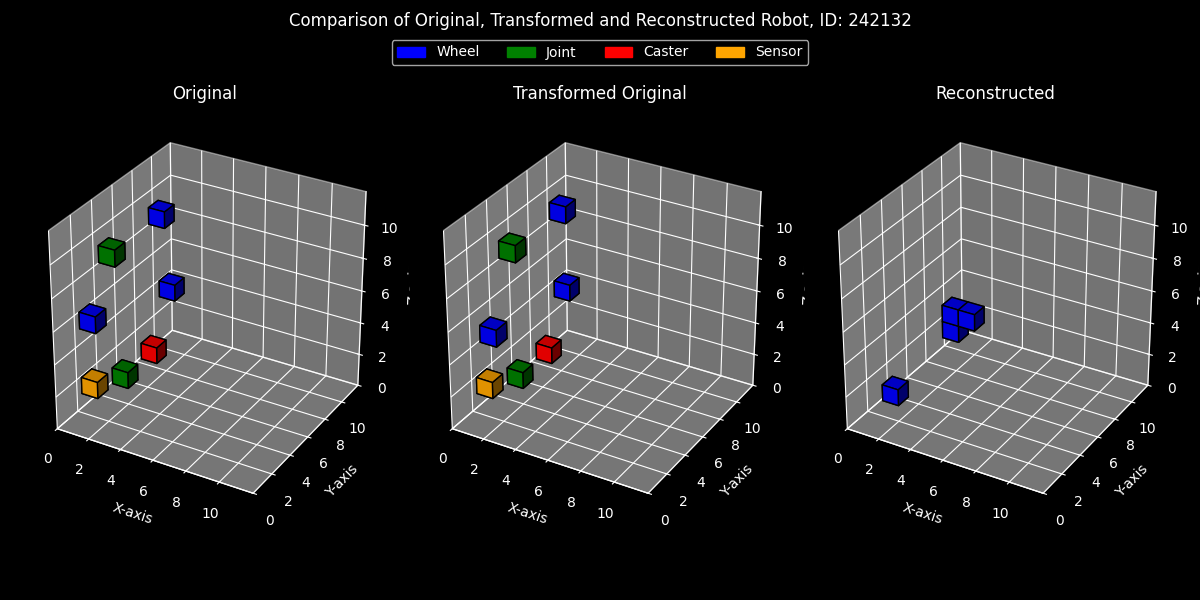 Comparison of Original, Transformed and Reconstructed Robot, ID: 242132
Wheel Joint Caster Sensor
Original Transformed Original Reconstructed
10 10 10
8 8 8
6 6 6
4 4 4
2 2 2
0 0 0
0 2 4 6 8 10 0 2 4 6 8 10 0 2 4 6 8 10
X-axis X-axis X-axis
0 2 4 6 8 10 0 2 4 6 8 10 0 2 4 6 8 10
Y-axis Y-axis Y-axis